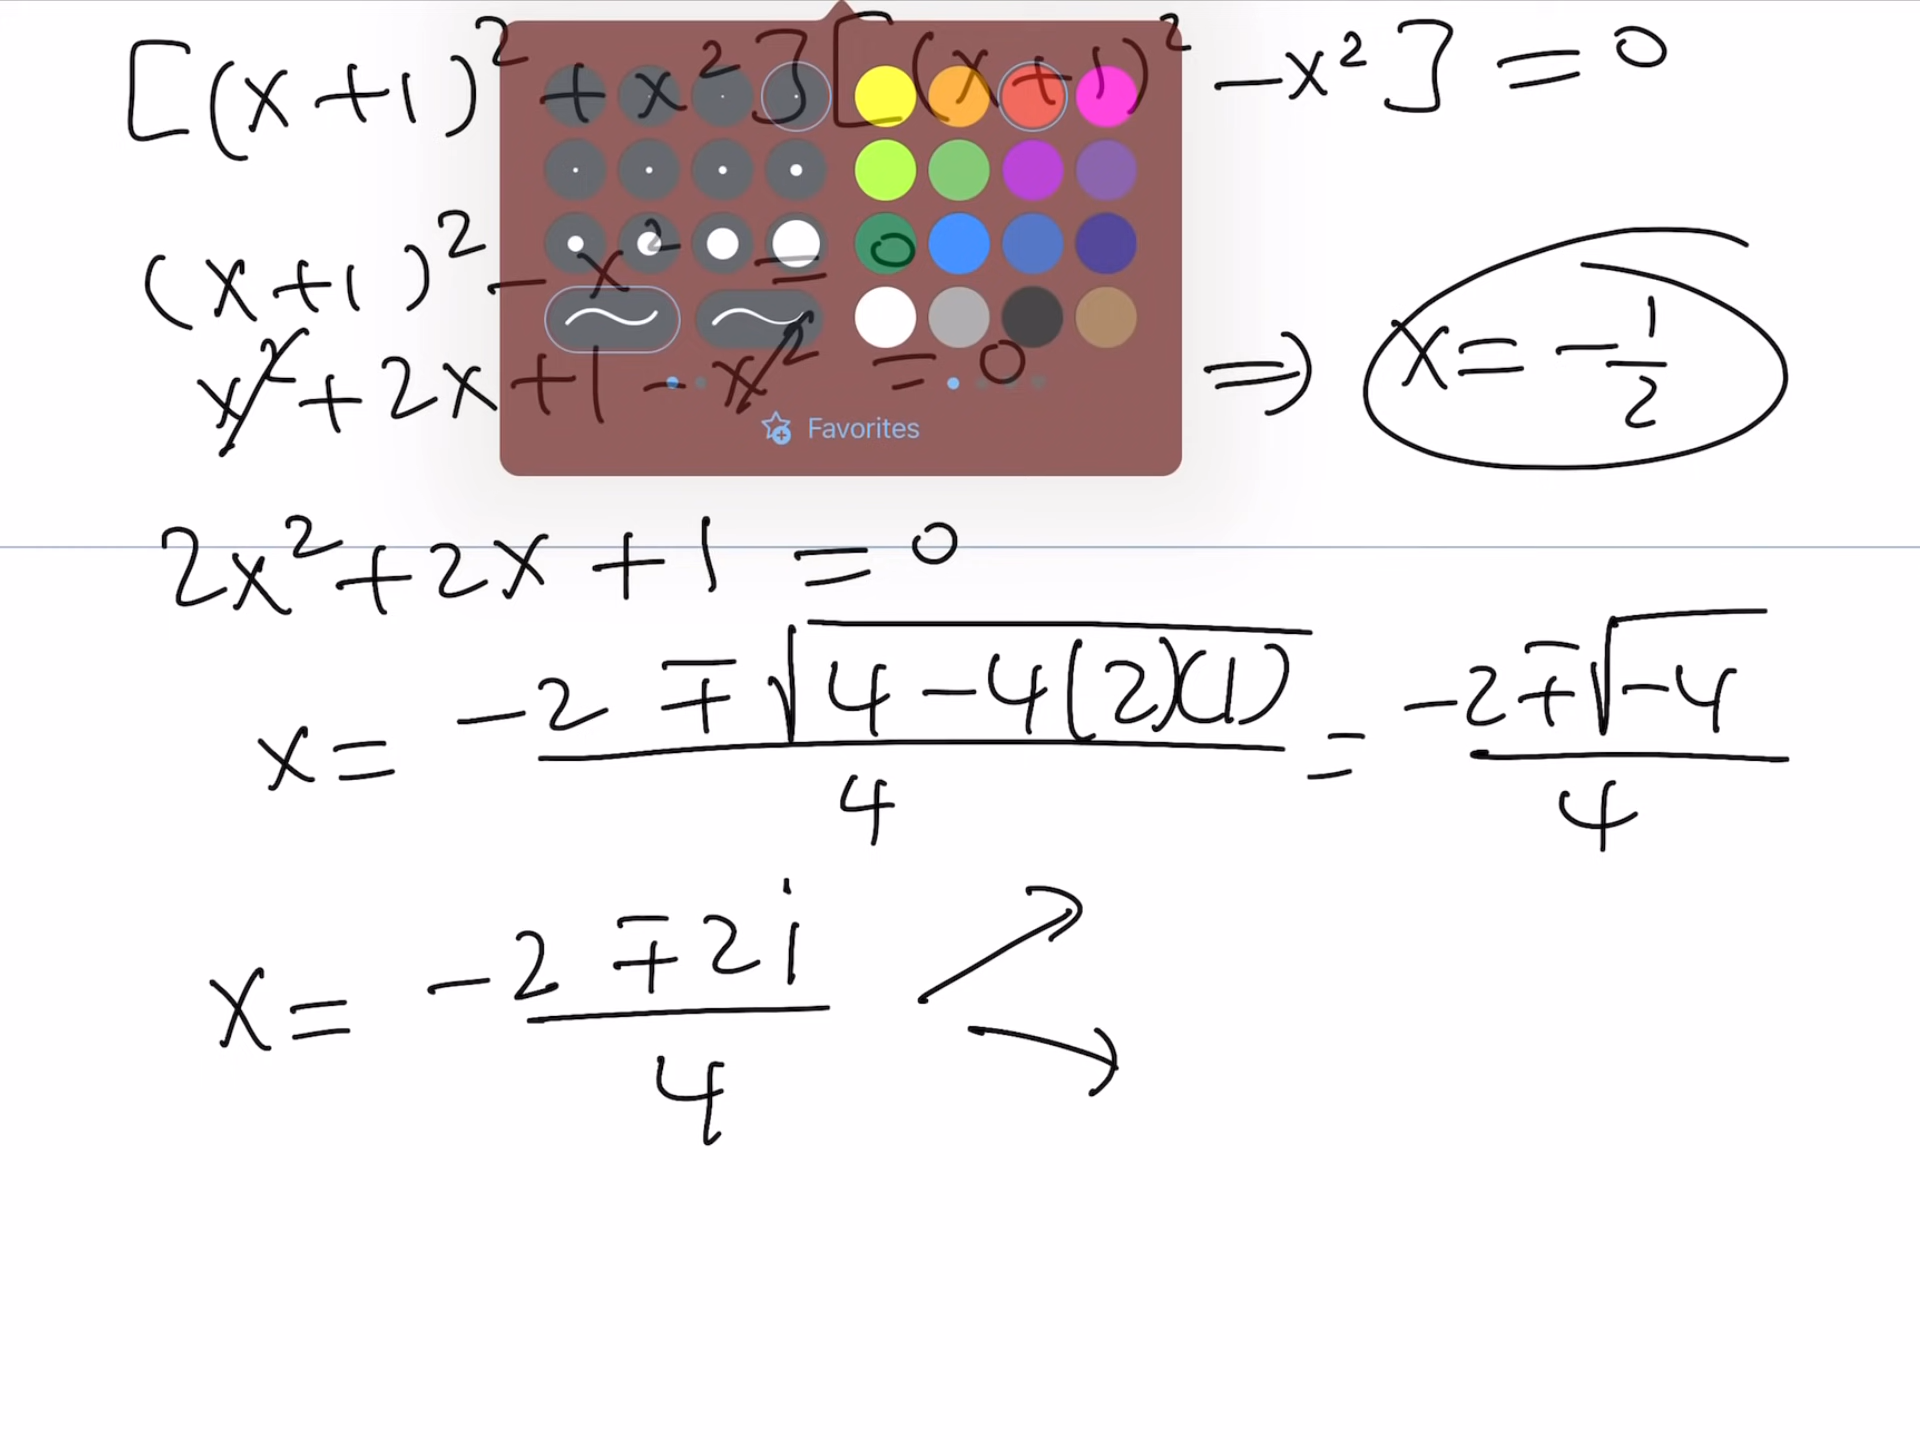 [(x+1)² + x²][(x+1)² − x²] = 0
(x+1)² − x² = 0
x² + 2x + 1 − x² = 0 ⇒ x = −1/2
Favorites
2x² + 2x + 1 = 0
x = (−2 ∓ √(4 − 4(2)(1)))/4 = (−2 ∓ √−4)/4
x = (−2 ∓ 2i)/4